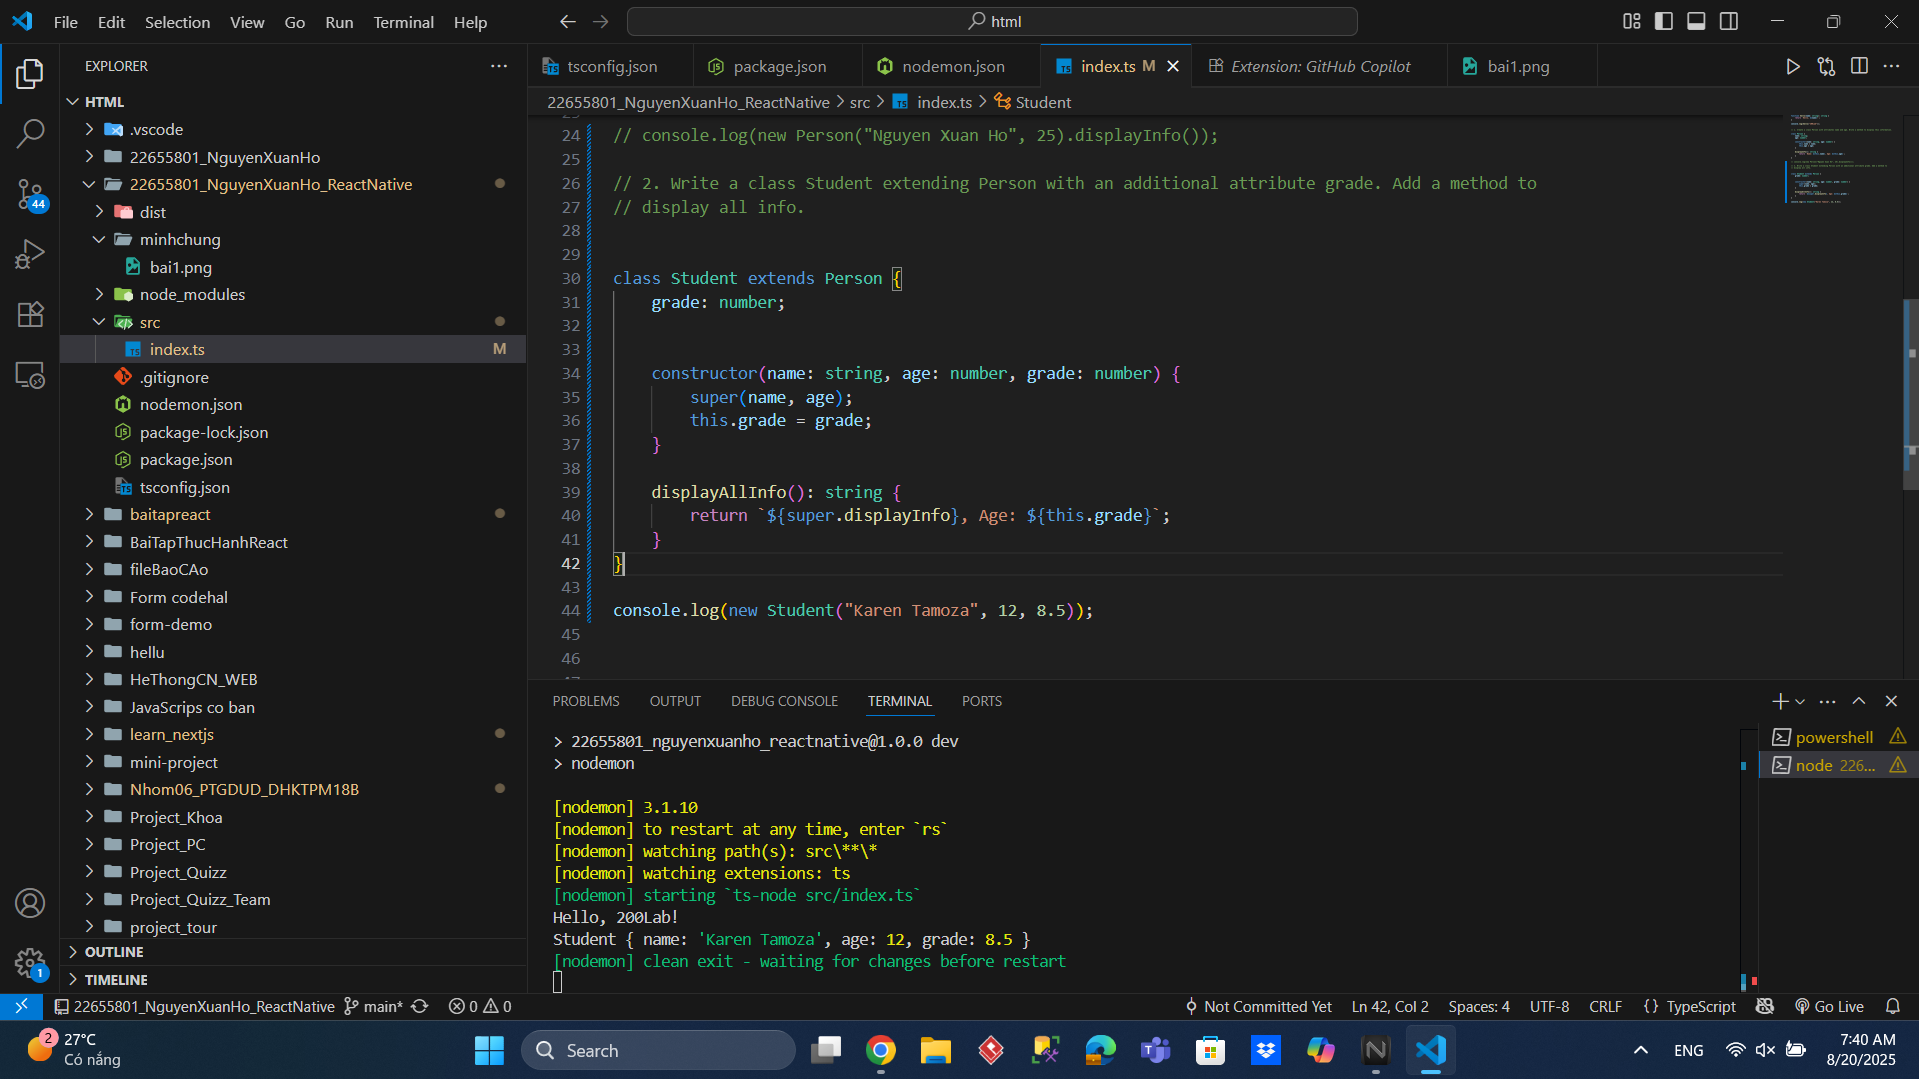 File Edit Selection View Go Run Terminal Help
html
EXPLORER
HTML
.vscode
22655801_NguyenXuanHo
22655801_NguyenXuanHo_ReactNative
dist
minhchung
bai1.png
node_modules
src
index.ts M
.gitignore
nodemon.json
package-lock.json
package.json
tsconfig.json
baitapreact
BaiTapThucHanhReact
fileBaoCAo
Form codehal
form-demo
hellu
HeThongCN_WEB
JavaScrips co ban
learn_nextjs
mini-project
Nhom06_PTGDUD_DHKTPM18B
Project_Khoa
Project_PC
Project_Quizz
Project_Quizz_Team
project_tour
OUTLINE
TIMELINE
44
1
tsconfig.json package.json nodemon.json index.ts M Extension: GitHub Copilot bai1.png
22655801_NguyenXuanHo_ReactNative > src > index.ts > Student
24 // console.log(new Person("Nguyen Xuan Ho", 25).displayInfo());
25
26 // 2. Write a class Student extending Person with an additional attribute grade. Add a method to
27 // display all info.
28
29
30 class Student extends Person {
31 grade: number;
32
33
34 constructor(name: string, age: number, grade: number) {
35 super(name, age);
36 this.grade = grade;
37 }
38
39 displayAllInfo(): string {
40 return `${super.displayInfo}, Age: ${this.grade}`;
41 }
42 }
43
44 console.log(new Student("Karen Tamoza", 12, 8.5));
45
46
PROBLEMS OUTPUT DEBUG CONSOLE TERMINAL PORTS
> 22655801_nguyenxuanho_reactnative@1.0.0 dev
> nodemon
[nodemon] 3.1.10
[nodemon] to restart at any time, enter `rs`
[nodemon] watching path(s): src\**\*
[nodemon] watching extensions: ts
[nodemon] starting `ts-node src/index.ts`
Hello, 200Lab!
Student { name: 'Karen Tamoza', age: 12, grade: 8.5 }
[nodemon] clean exit - waiting for changes before restart
powershell
node 226...
22655801_NguyenXuanHo_ReactNative main* 0 0 Not Committed Yet Ln 42, Col 2 Spaces: 4 UTF-8 CRLF {} TypeScript Go Live
2
27°C
Có nắng
Search
ENG
7:40 AM
8/20/2025